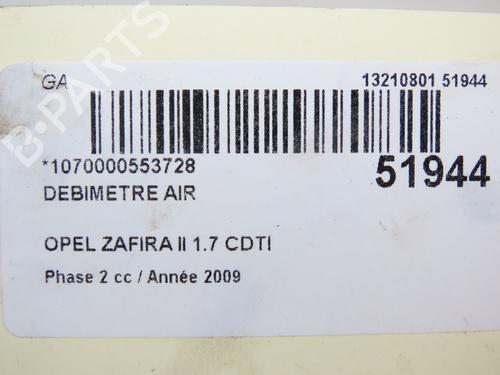 GA 13210801 51944
*1070000553728
51944
DEBIMETRE AIR
OPEL ZAFIRA II 1.7 CDTI
Phase 2 cc / Année 2009
B-PARTS